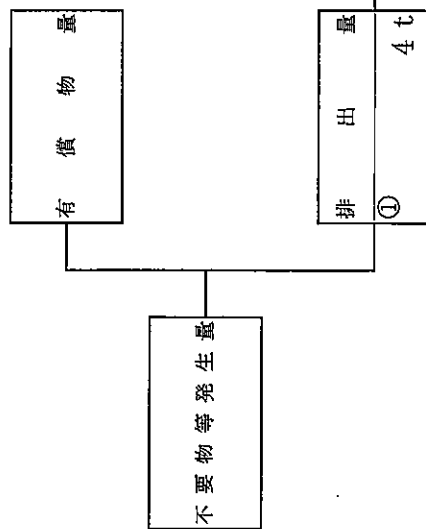 不要物等発生量
有償物量
排出量
① 4t